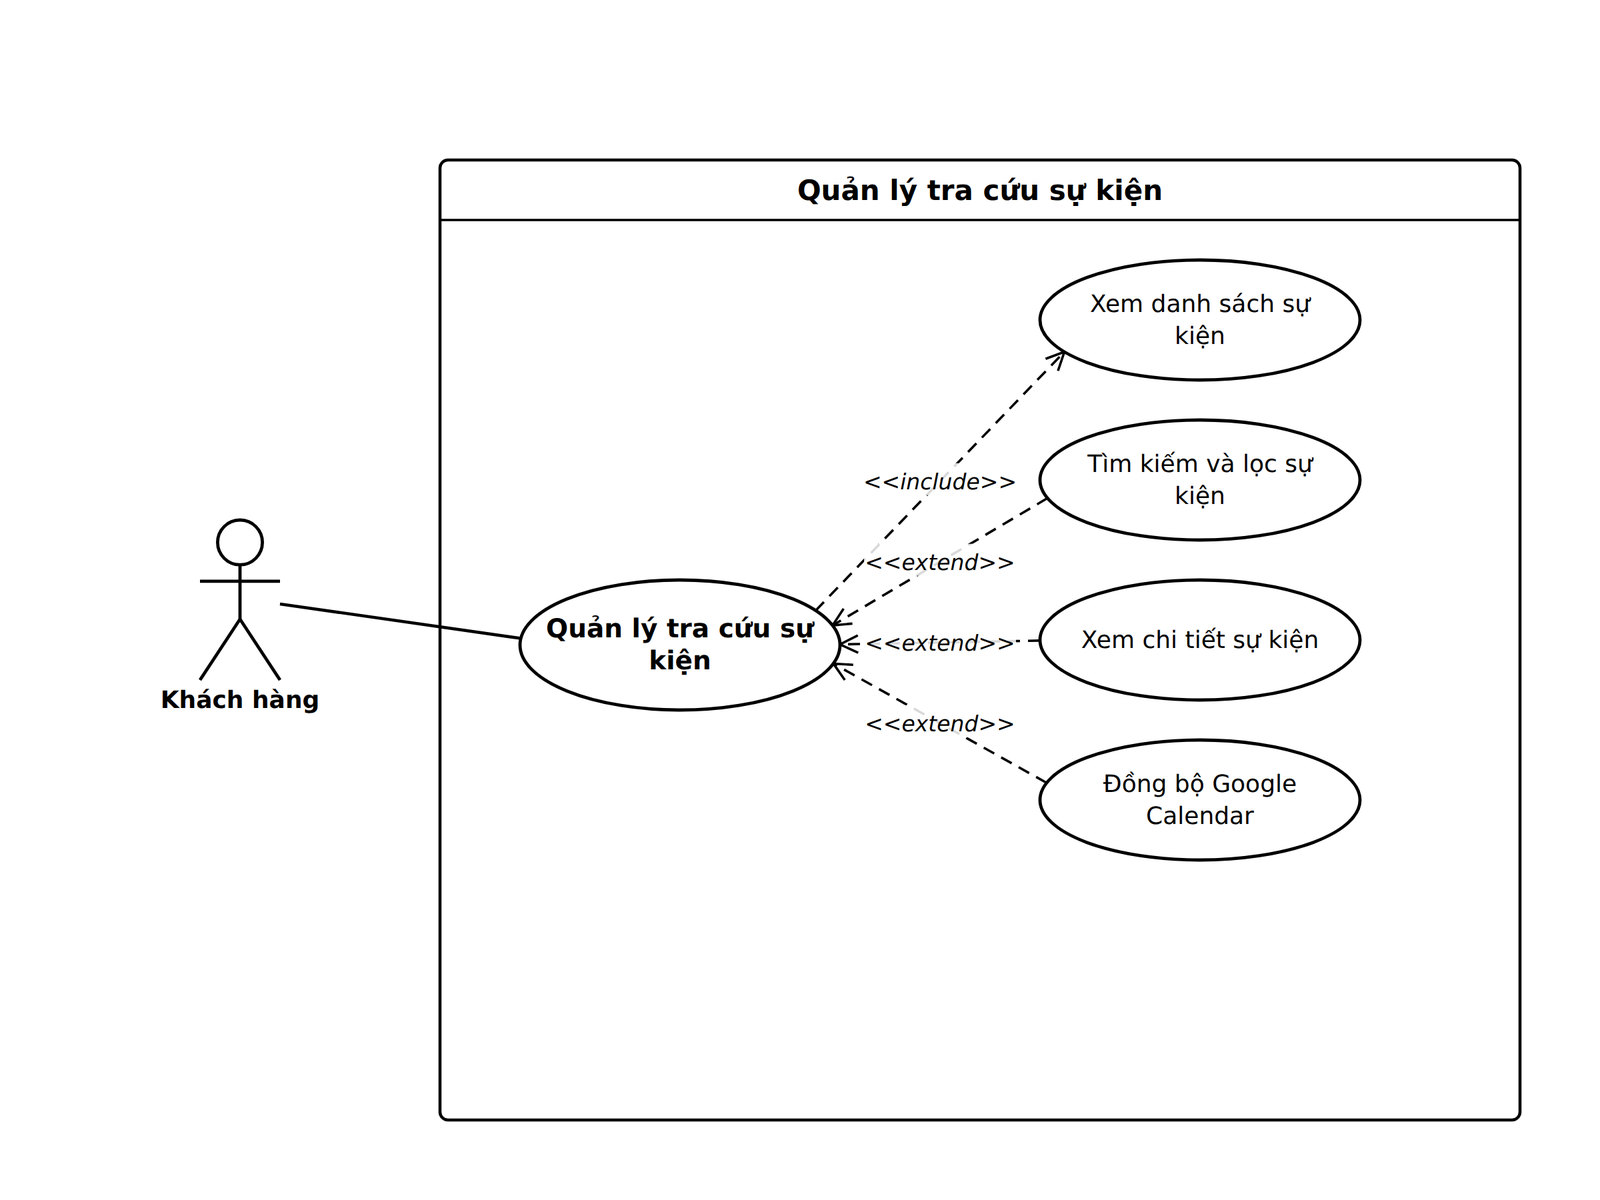 Quản lý tra cứu sự kiện
Xem danh sách sự
kiện
<<include>>
Tìm kiếm và lọc sự
kiện
<<extend>>
Quản lý tra cứu sự
kiện
<<extend>>
Xem chi tiết sự kiện
Khách hàng
<<extend>>
Đồng bộ Google
Calendar